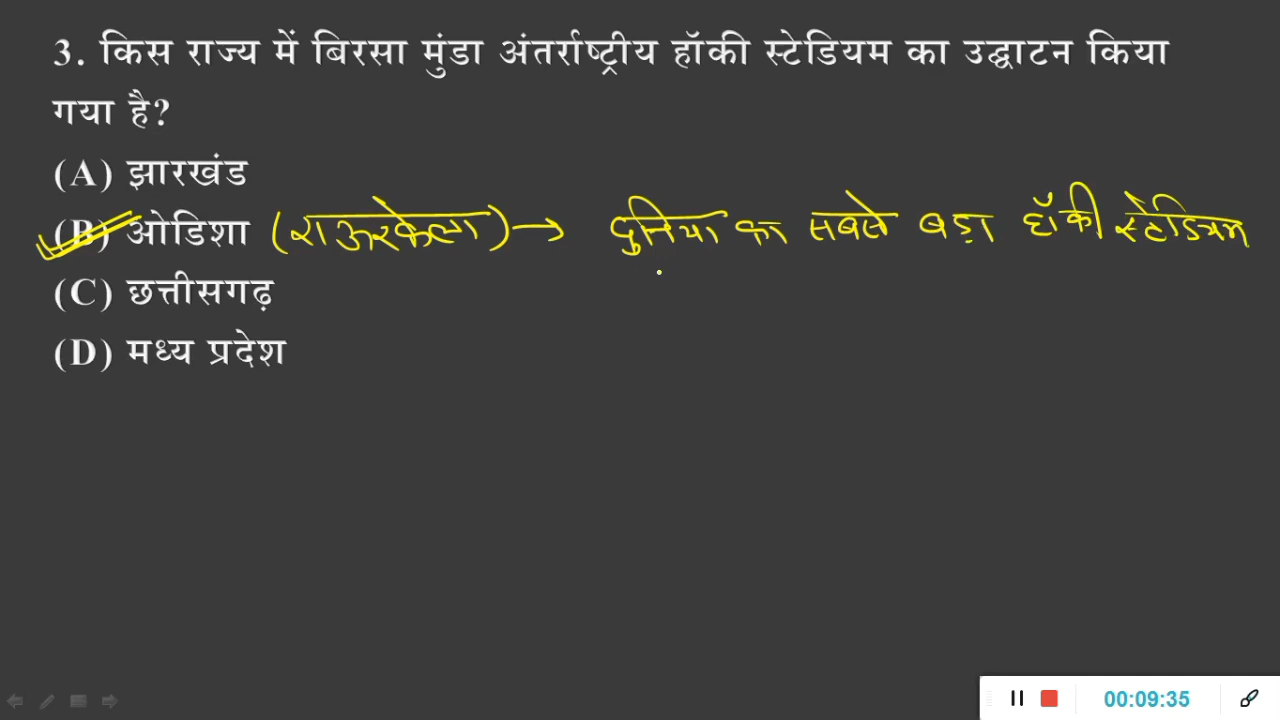 3. किस राज्य में बिरसा मुंडा अंतर्राष्ट्रीय हॉकी स्टेडियम का उद्घाटन किया
गया है?
(A) झारखंड
(B) ओडिशा (राऊरकेला) → दुनिया का सबसे बड़ा हॉकी स्टेडियम
(C) छत्तीसगढ़
(D) मध्य प्रदेश
00:09:35